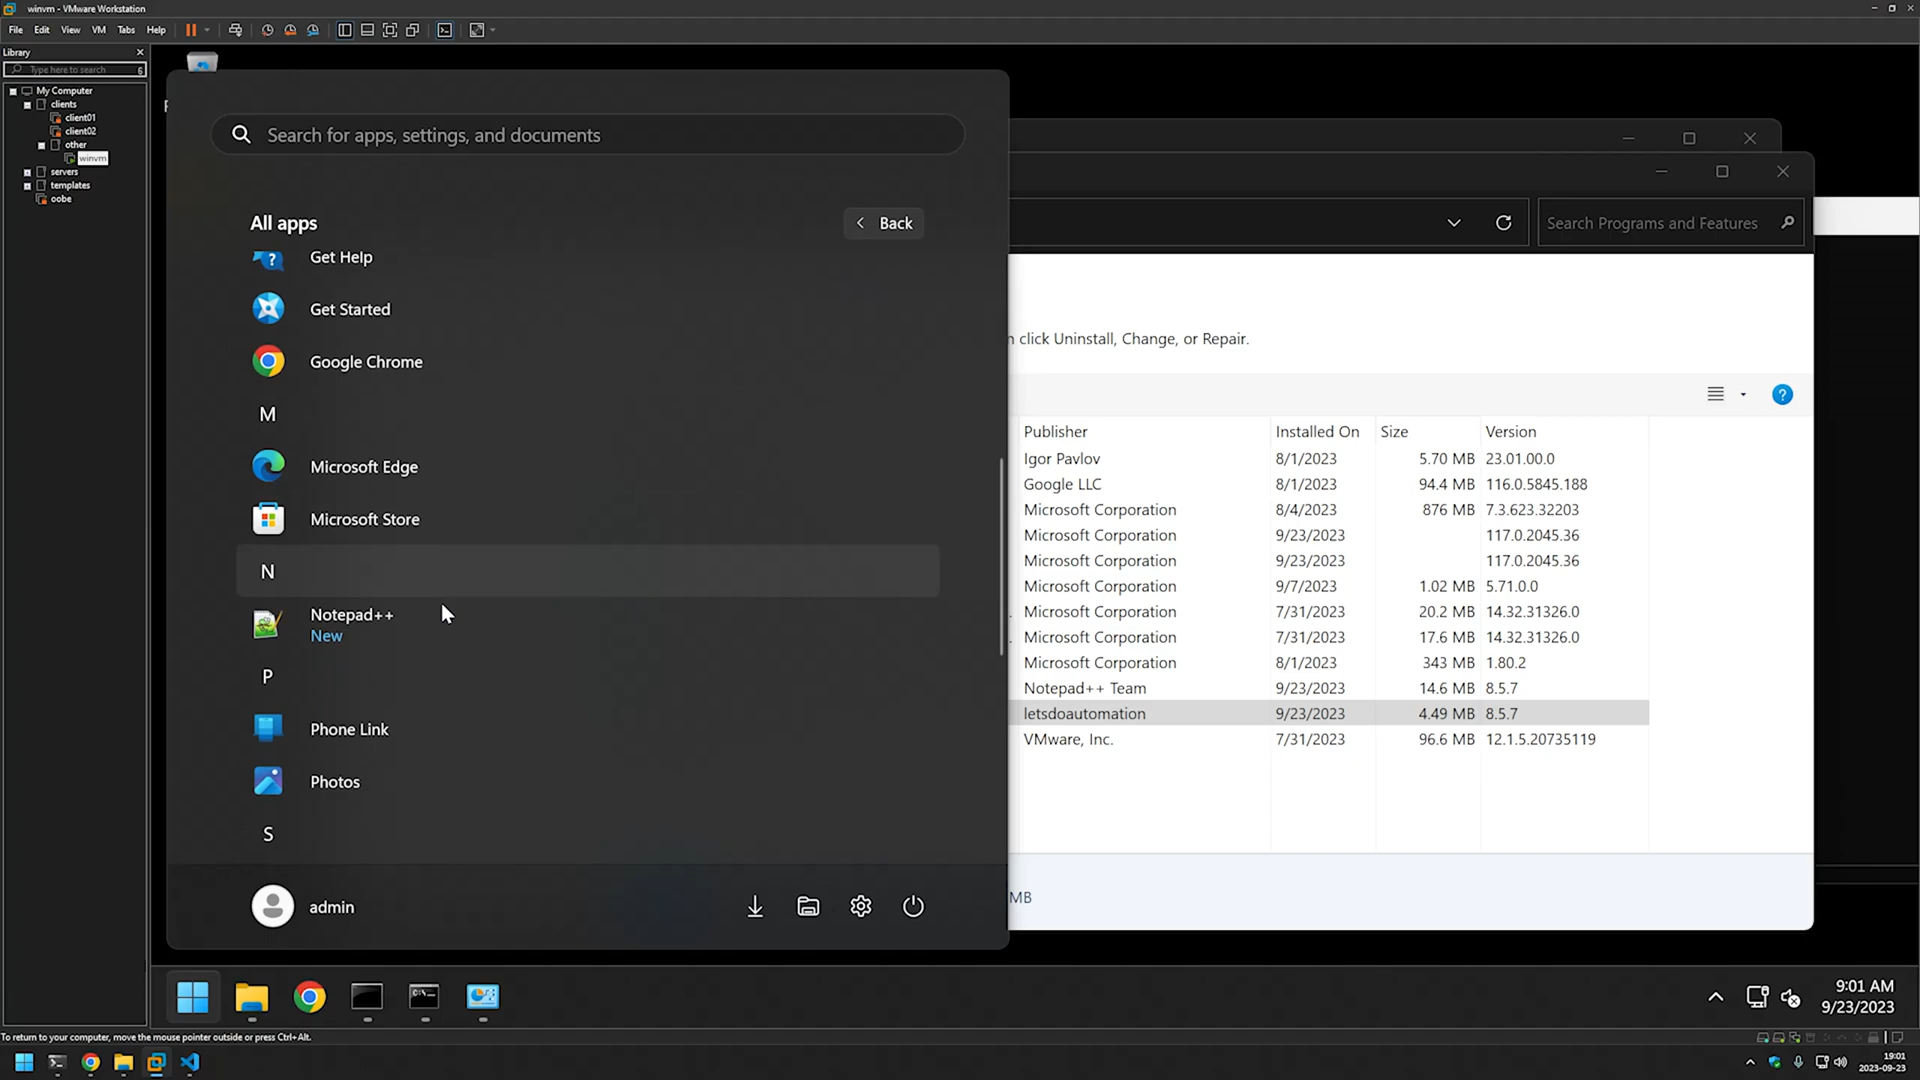 winvm - VMware Workstation
File Edit View VM Tabs Help
Library
Type here to search
My Computer
clients
client01
client02
other
winvm
servers
templates
oobe
Search for apps, settings, and documents
All apps
Back
Get Help
Get Started
Google Chrome
M
Microsoft Edge
Microsoft Store
N
Notepad++
New
P
Phone Link
Photos
S
admin
Search Programs and Features
click Uninstall, Change, or Repair.
Publisher Installed On Size Version
Igor Pavlov 8/1/2023 5.70 MB 23.01.00.0
Google LLC 8/1/2023 94.4 MB 116.0.5845.188
Microsoft Corporation 8/4/2023 876 MB 7.3.623.32203
Microsoft Corporation 9/23/2023 117.0.2045.36
Microsoft Corporation 9/23/2023 117.0.2045.36
Microsoft Corporation 9/7/2023 1.02 MB 5.71.0.0
Microsoft Corporation 7/31/2023 20.2 MB 14.32.31326.0
Microsoft Corporation 7/31/2023 17.6 MB 14.32.31326.0
Microsoft Corporation 8/1/2023 343 MB 1.80.2
Notepad++ Team 9/23/2023 14.6 MB 8.5.7
letsdoautomation 9/23/2023 4.49 MB 8.5.7
VMware, Inc. 7/31/2023 96.6 MB 12.1.5.20735119
MB
9:01 AM
9/23/2023
To return to your computer, move the mouse pointer outside or press Ctrl+Alt.
19:01
2023-09-23